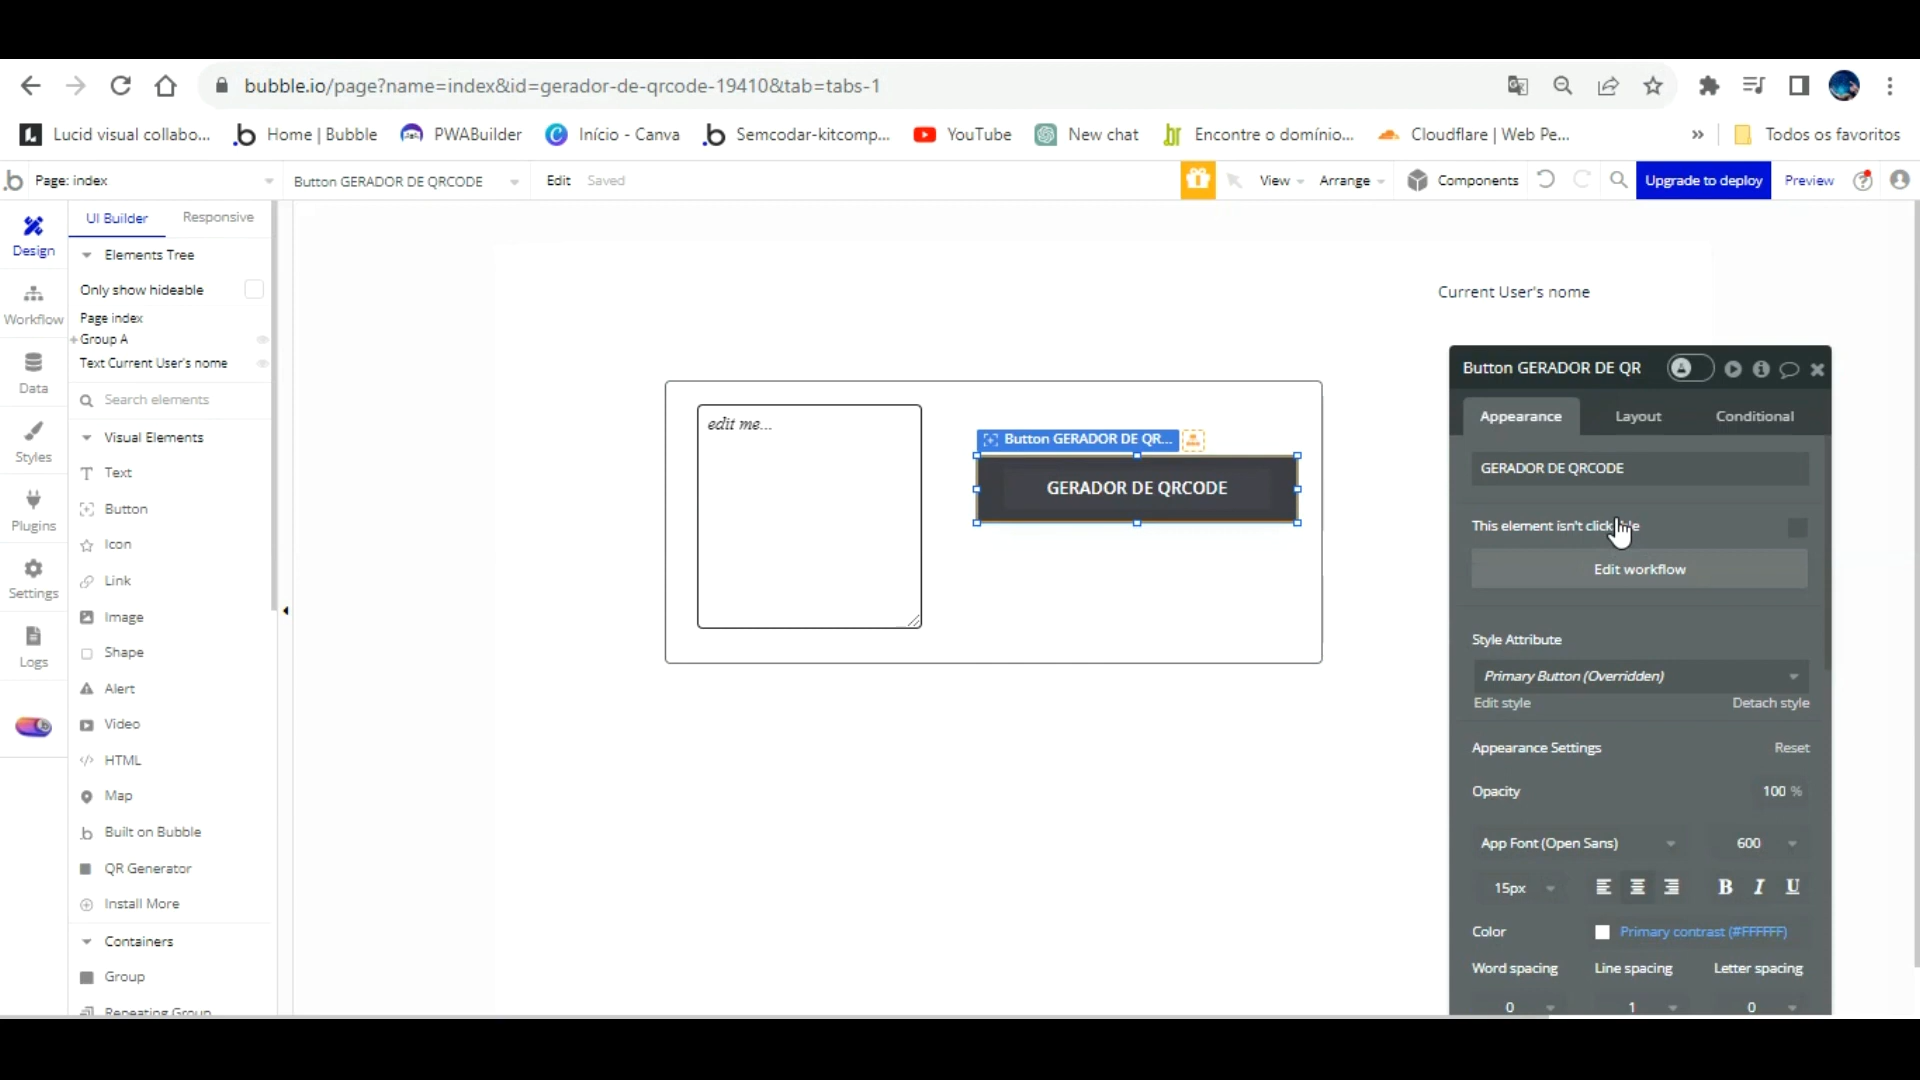 bubble.io/page?name=index&id=gerador-de-qrcode-19410&tab=tabs-1
Lucid visual collabo...
Home | Bubble
PWABuilder
Início - Canva
Semcodar-kitcomp...
YouTube
New chat
Encontre o domínio...
Cloudflare | Web Pe...
»
Todos os favoritos
Page: index
Button GERADOR DE QRCODE
Edit
Saved
View
Arrange
Components
Upgrade to deploy
Preview
Design
Workflow
Data
Styles
Plugins
Settings
Logs
UI Builder
Responsive
Elements Tree
Only show hideable
Page index
Group A
Text Current User's nome
Search elements
Visual Elements
Text
Button
Icon
Link
Image
Shape
Alert
Video
HTML
Map
Built on Bubble
QR Generator
Install More
Containers
Group
Repeating Group
Current User's nome
edit me...
Button GERADOR DE QR...
GERADOR DE QRCODE
Button GERADOR DE QR
Appearance
Layout
Conditional
GERADOR DE QRCODE
This element isn't clickable
Edit workflow
Style Attribute
Primary Button (Overridden)
Edit style
Detach style
Appearance Settings
Reset
Opacity
100 %
App Font (Open Sans)
600
15px
B I U
Color
Primary contrast (#FFFFFF)
Word spacing
Line spacing
Letter spacing
0
1
0